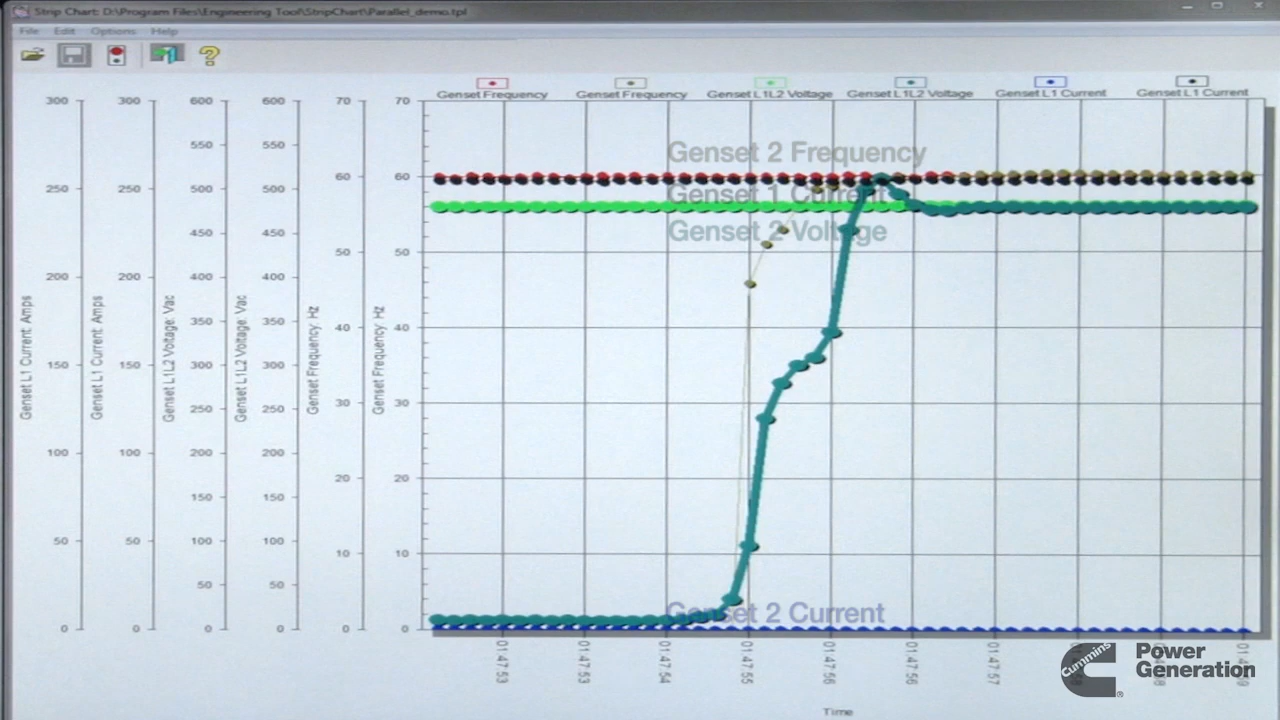 Strip Chart: D:\Program Files\Engineering Tool\StripChart\Parallel_demo.tpl
File Edit Options Help
Genset Frequency Genset Frequency Genset L1L2 Voltage Genset L1L2 Voltage Genset L1 Current Genset L1 Current
300 300 600 600 70 70
550 550
Genset 2 Frequency
60 60
250 250 500 500
Genset 1 Current
Genset 2 Voltage
450 450
50 50
200 200 400 400
40 40
350 350
150 150 300 300
30 30
250 250
100 100 200 200
20 20
150 150
50 50 100 100
10 10
50 50
Genset 2 Current
0 0 0 0 0 0
Genset L1 Current: Amps
Genset L1 Current: Amps
Genset L1L2 Voltage: Vac
Genset L1L2 Voltage: Vac
Genset Frequency: Hz
Genset Frequency: Hz
01:47:53 01:47:53 01:47:54 01:47:55 01:47:56 01:47:56 01:47:57
Time
Cummins
Power
Generation